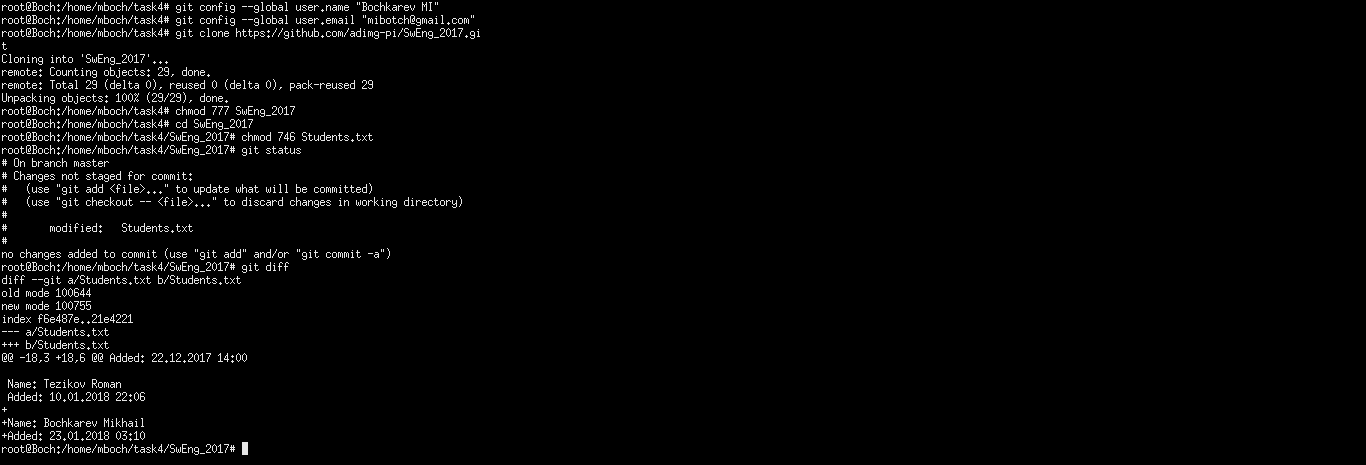 root@Boch:/home/mboch/task4# git config --global user.name "Bochkarev MI"
root@Boch:/home/mboch/task4# git config --global user.email "mibotch@gmail.com"
root@Boch:/home/mboch/task4# git clone https://github.com/adimg-pi/SwEng_2017.gi
t
Cloning into 'SwEng_2017'...
remote: Counting objects: 29, done.
remote: Total 29 (delta 0), reused 0 (delta 0), pack-reused 29
Unpacking objects: 100% (29/29), done.
root@Boch:/home/mboch/task4# chmod 777 SwEng_2017
root@Boch:/home/mboch/task4# cd SwEng_2017
root@Boch:/home/mboch/task4/SwEng_2017# chmod 746 Students.txt
root@Boch:/home/mboch/task4/SwEng_2017# git status
# On branch master
# Changes not staged for commit:
#   (use "git add <file>..." to update what will be committed)
#   (use "git checkout -- <file>..." to discard changes in working directory)
#
#       modified:   Students.txt
#
no changes added to commit (use "git add" and/or "git commit -a")
root@Boch:/home/mboch/task4/SwEng_2017# git diff
diff --git a/Students.txt b/Students.txt
old mode 100644
new mode 100755
index f6e487e..21e4221
--- a/Students.txt
+++ b/Students.txt
@@ -18,3 +18,6 @@ Added: 22.12.2017 14:00

 Name: Tezikov Roman
 Added: 10.01.2018 22:06
+
+Name: Bochkarev Mikhail
+Added: 23.01.2018 03:10
root@Boch:/home/mboch/task4/SwEng_2017#